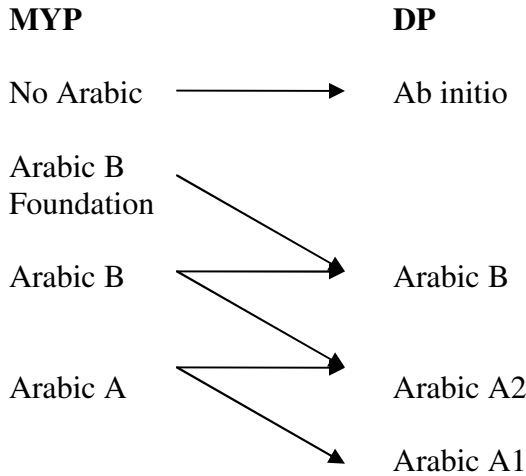 MYP DP
No Arabic Ab initio
Arabic B
Foundation
Arabic B Arabic B
Arabic A Arabic A2
Arabic A1